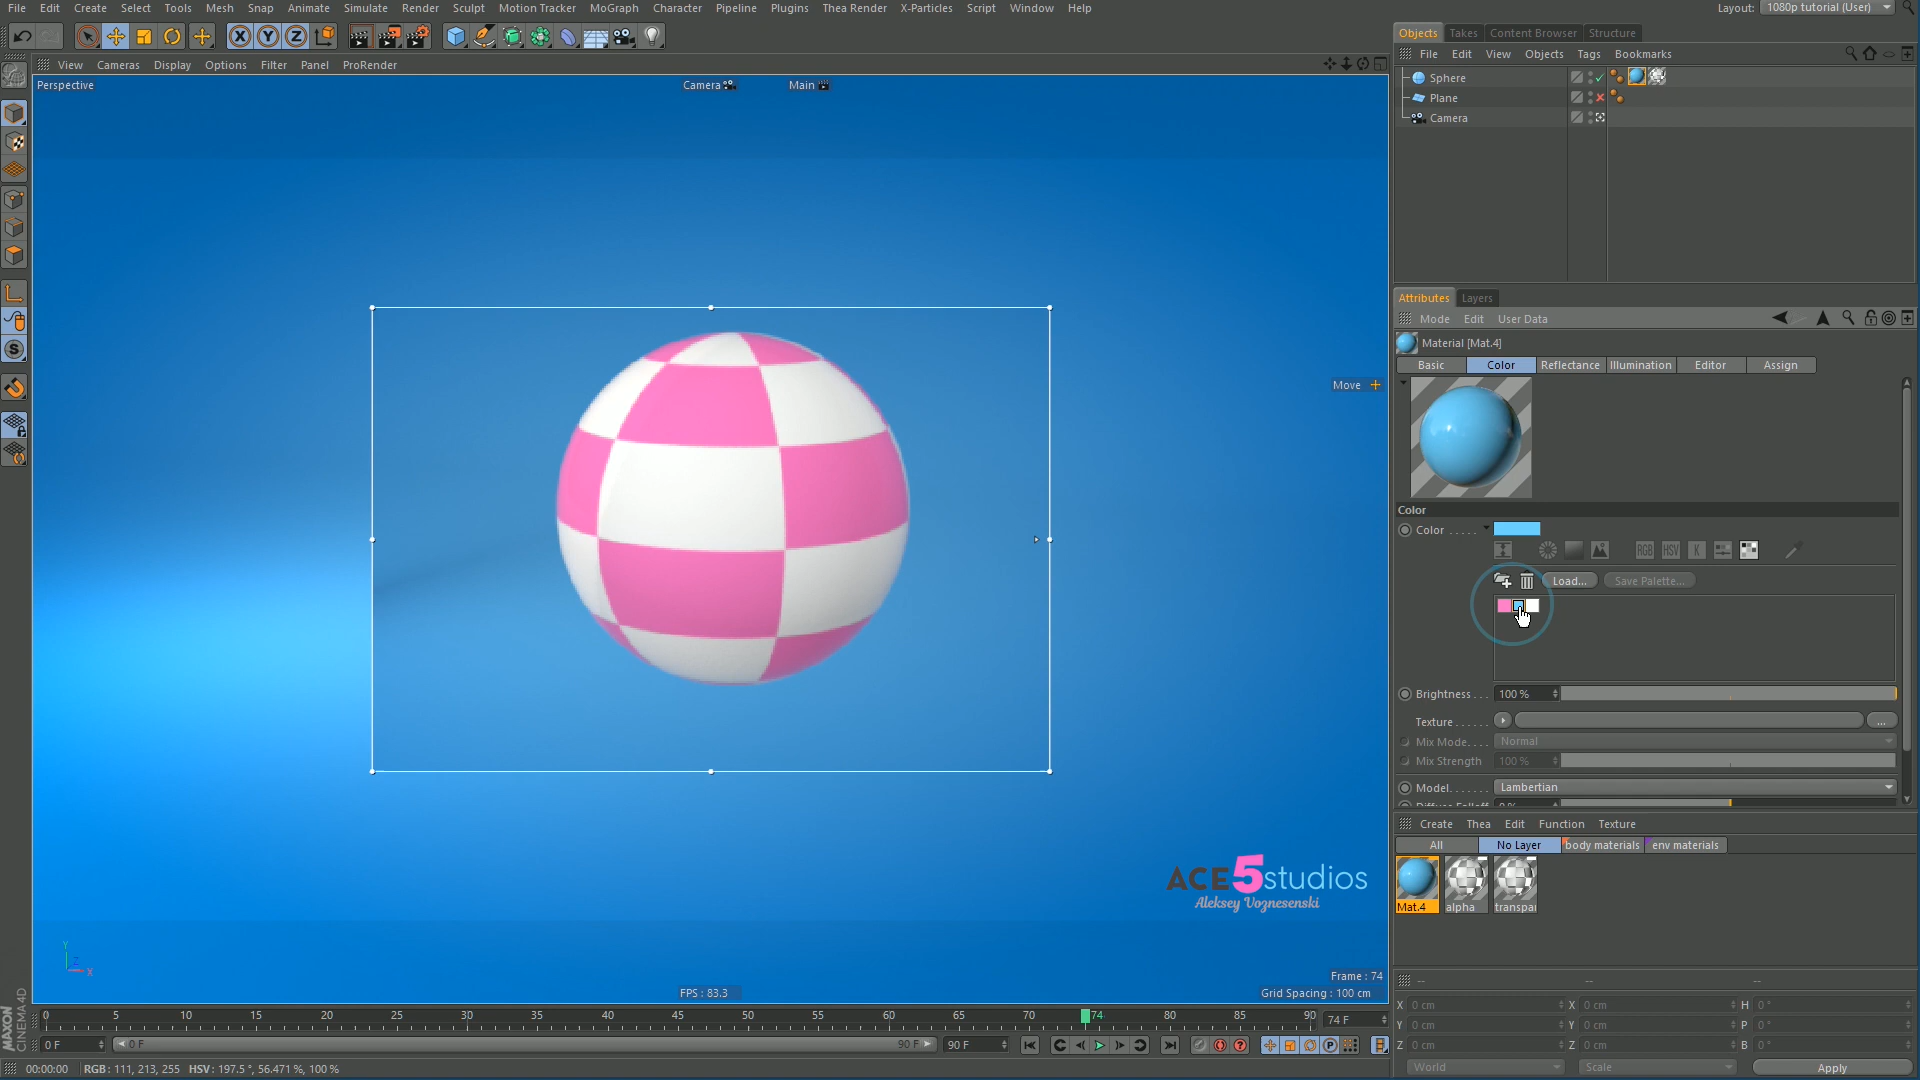 File Edit Create Select Tools Mesh Snap Animate Simulate Render Sculpt Motion Tracker MoGraph Character Pipeline Plugins Thea Render X-Particles Script Window Help
Layout: 1080p tutorial (User)
View Cameras Display Options Filter Panel ProRender
Perspective
Camera
Main
Move
ACE5studios
Aleksey Voznesenski
Y
Z
X
FPS : 83.3
Frame : 74
Grid Spacing : 100 cm
0 5 10 15 20 25 30 35 40 45 50 55 60 65 70 74 80 85 90
74 F
0 F
0 F
90 F
90 F
MAXON
CINEMA4D
00:00:00 RGB: 111, 213, 255 HSV: 197.5 °, 56.471 %, 100 %
Objects Takes Content Browser Structure
File Edit View Objects Tags Bookmarks
Sphere
Plane
Camera
Attributes Layers
Mode Edit User Data
Material [Mat.4]
Basic Color Reflectance Illumination Editor Assign
Color
Color . . . . .
RGB HSV K
Load... Save Palette...
Brightness . . . 100 %
Texture . . . . . . ...
Mix Mode. . . . Normal
Mix Strength 100 %
Model. . . . . . . Lambertian
Create Thea Edit Function Texture
All No Layer body materials env materials
Mat.4 alpha transpa
-- -- --
X 0 cm X 0 cm H 0 °
Y 0 cm Y 0 cm P 0 °
Z 0 cm Z 0 cm B 0 °
World Scale Apply